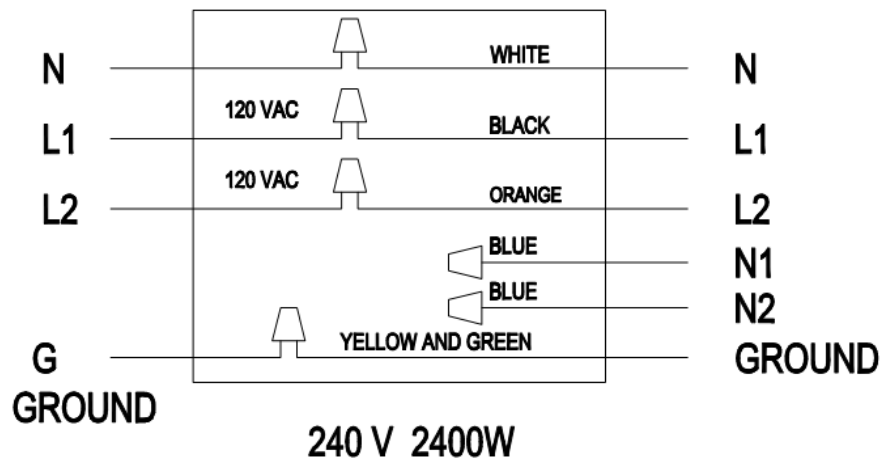 N WHITE N
120 VAC
L1 BLACK L1
120 VAC
L2 ORANGE L2
BLUE N1
BLUE N2
G YELLOW AND GREEN GROUND
GROUND
240 V 2400W